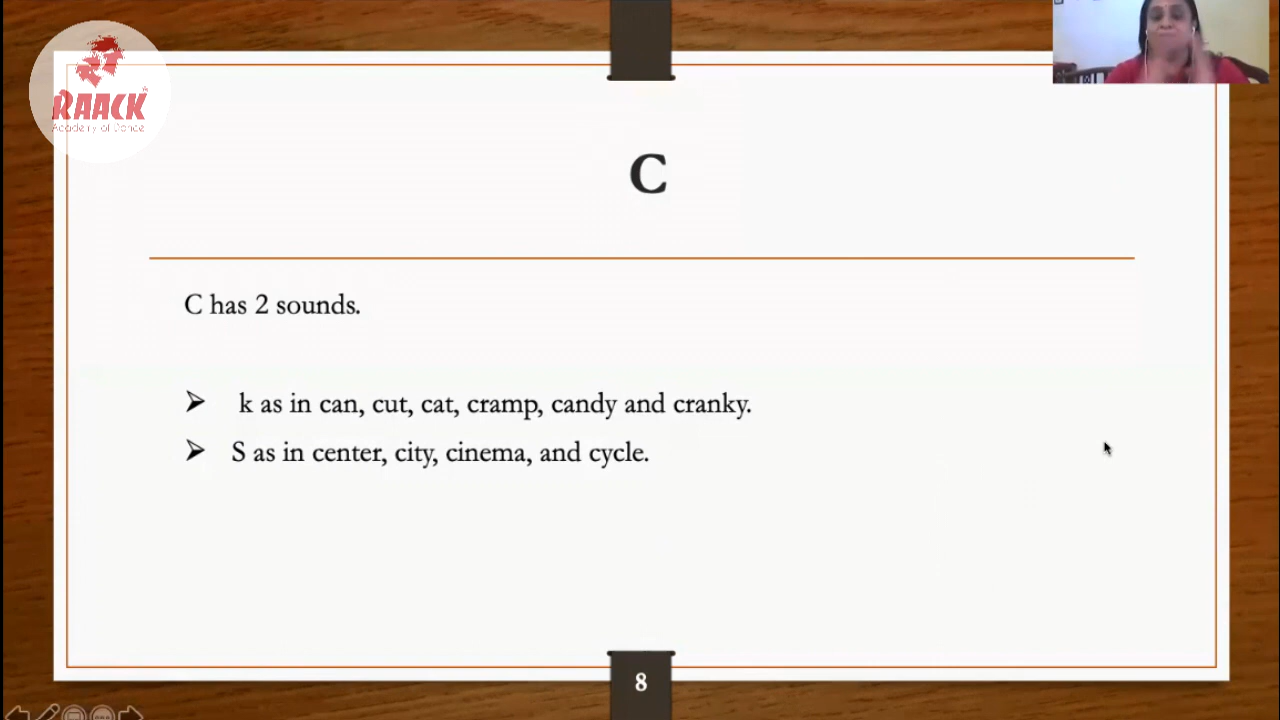 RAACK
Academy of Dance
C
C has 2 sounds.
➢ k as in can, cut, cat, cramp, candy and cranky.
➢ S as in center, city, cinema, and cycle.
8